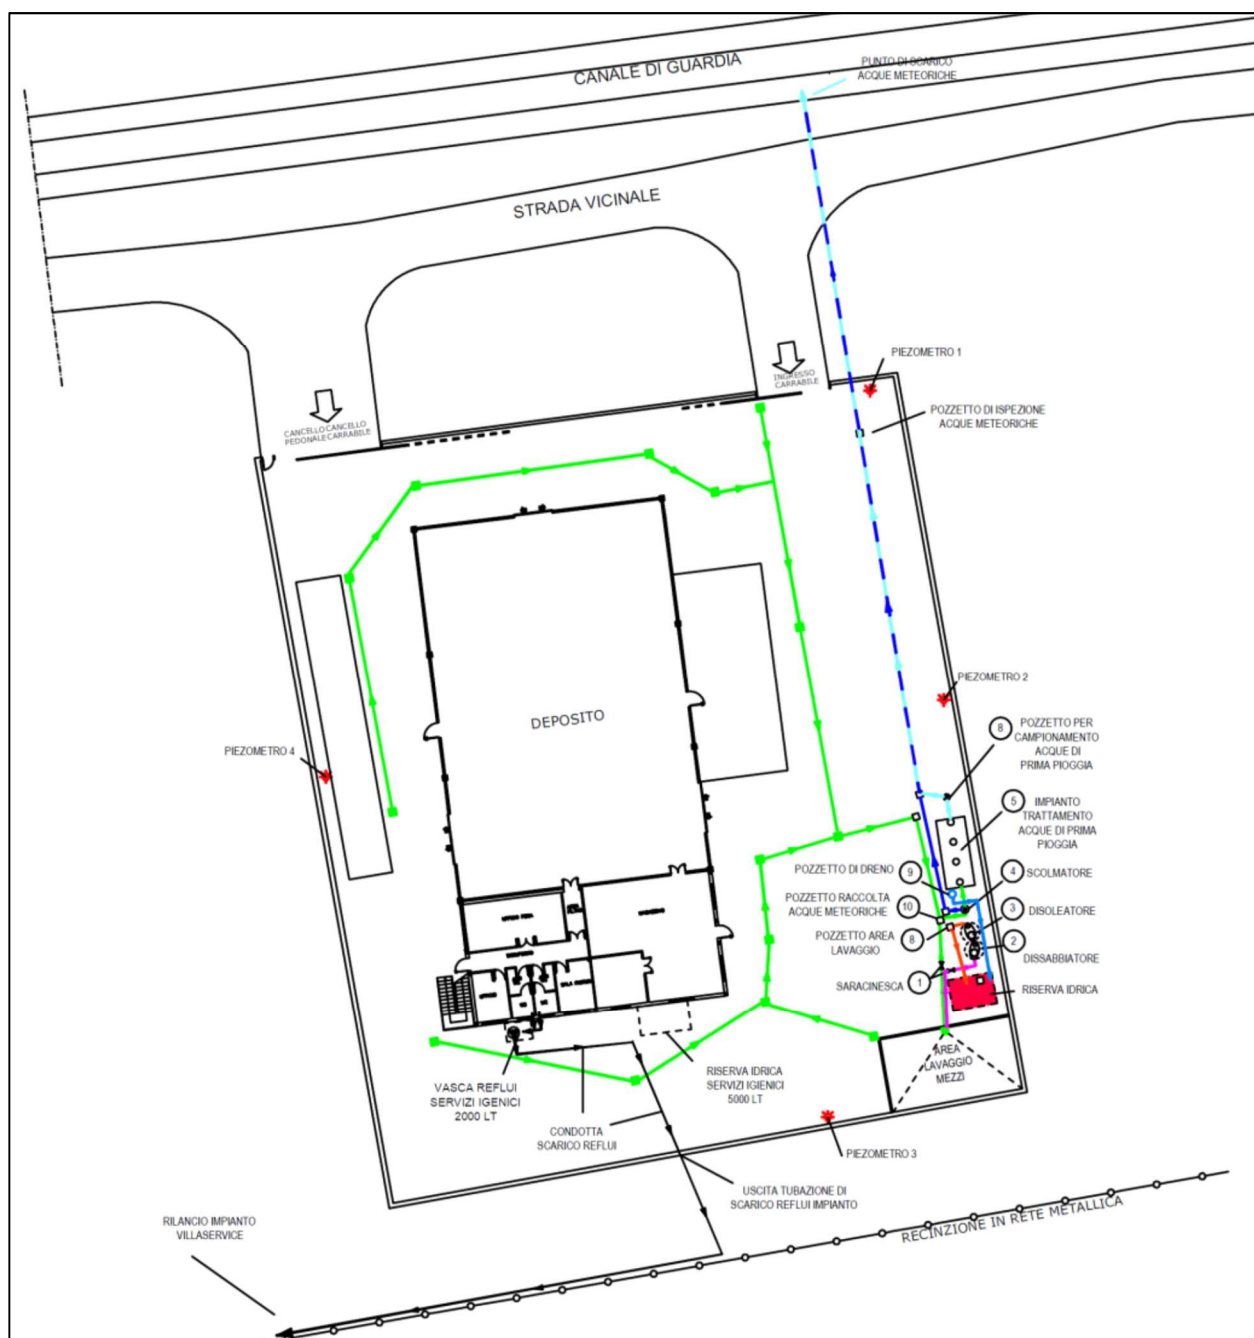 CANALE DI GUARDIA
PUNTO DI SCARICO
ACQUE METEORICHE
STRADA VICINALE
PIEZOMETRO 1
INGRESSO
CARRABILE
CANCELLO CANCELLO
PEDONALE CARRABILE
POZZETTO DI ISPEZIONE
ACQUE METEORICHE
PIEZOMETRO 2
DEPOSITO
8
POZZETTO PER
CAMPIONAMENTO
ACQUE DI
PRIMA PIOGGIA
PIEZOMETRO 4
5
IMPIANTO
TRATTAMENTO
ACQUE DI PRIMA
PIOGGIA
POZZETTO DI DRENO
9
4
SCOLMATORE
POZZETTO RACCOLTA
ACQUE METEORICHE
10
3
DISOLEATORE
POZZETTO AREA
LAVAGGIO
8
2
DISSABBIATORE
SARACINESCA
1
RISERVA IDRICA
AREA
LAVAGGIO
MEZZI
VASCA REFLUI
SERVIZI IGENICI
2000 LT
RISERVA IDRICA
SERVIZI IGIENICI
5000 LT
CONDOTTA
SCARICO REFLUI
PIEZOMETRO 3
USCITA TUBAZIONE DI
SCARICO REFLUI IMPIANTO
RILANCIO IMPIANTO
VILLASERVICE
RECINZIONE IN RETE METALLICA